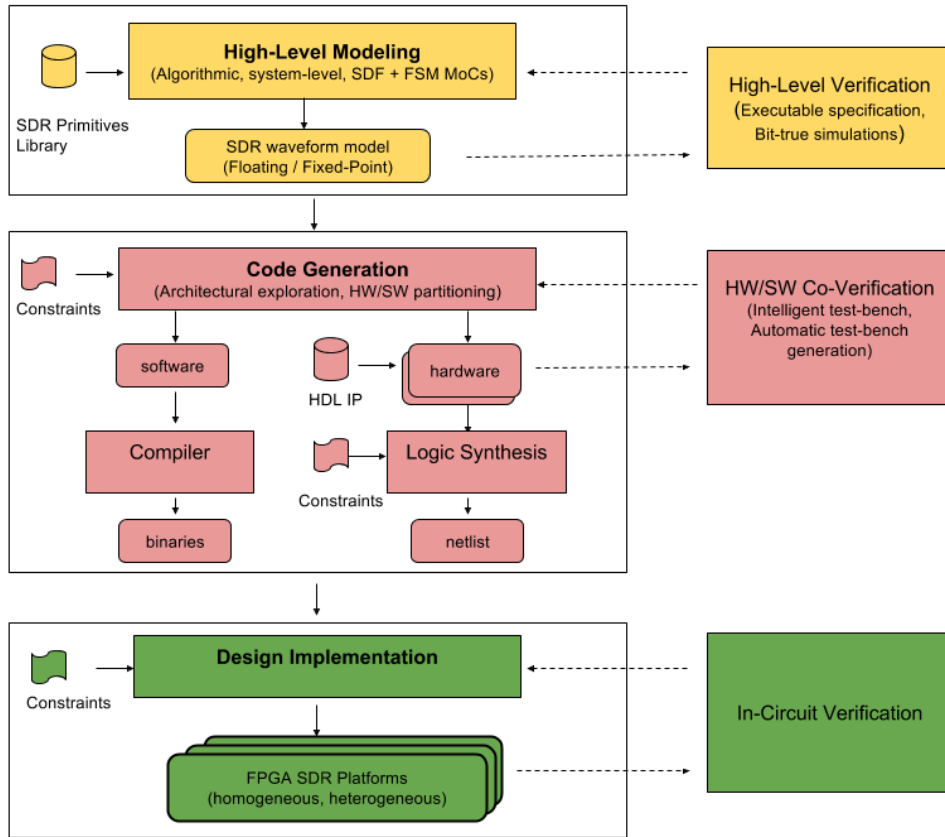 High-Level Modeling
(Algorithmic, system-level, SDF + FSM MoCs)
SDR Primitives
Library
SDR waveform model
(Floating / Fixed-Point)
High-Level Verification
(Executable specification,
Bit-true simulations)
Code Generation
(Architectural exploration, HW/SW partitioning)
Constraints
software
HDL IP
hardware
Compiler
Logic Synthesis
Constraints
binaries
netlist
HW/SW Co-Verification
(Intelligent test-bench,
Automatic test-bench
generation)
Design Implementation
Constraints
FPGA SDR Platforms
(homogeneous, heterogeneous)
In-Circuit Verification